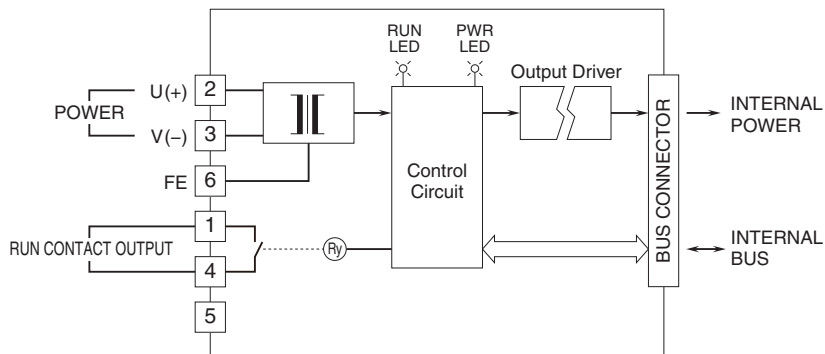 RUN
LED
PWR
LED
Output Driver
POWER
U (+)
2
V (−)
3
FE
6
Control
Circuit
BUS CONNECTOR
INTERNAL
POWER
RUN CONTACT OUTPUT
1
4
Ry
INTERNAL
BUS
5